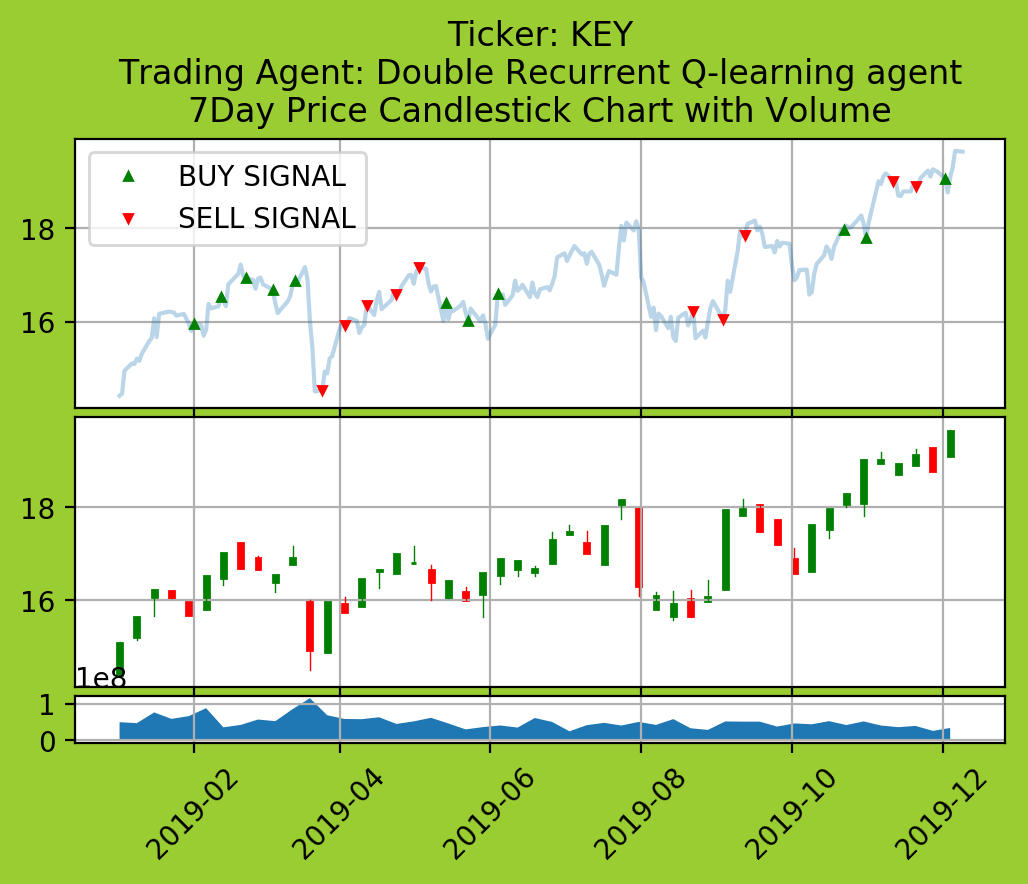 Ticker: KEY
Trading Agent: Double Recurrent Q-learning agent
7Day Price Candlestick Chart with Volume
BUY SIGNAL
SELL SIGNAL
18
16
18
16
1e8
1
0
2019-02
2019-04
2019-06
2019-08
2019-10
2019-12